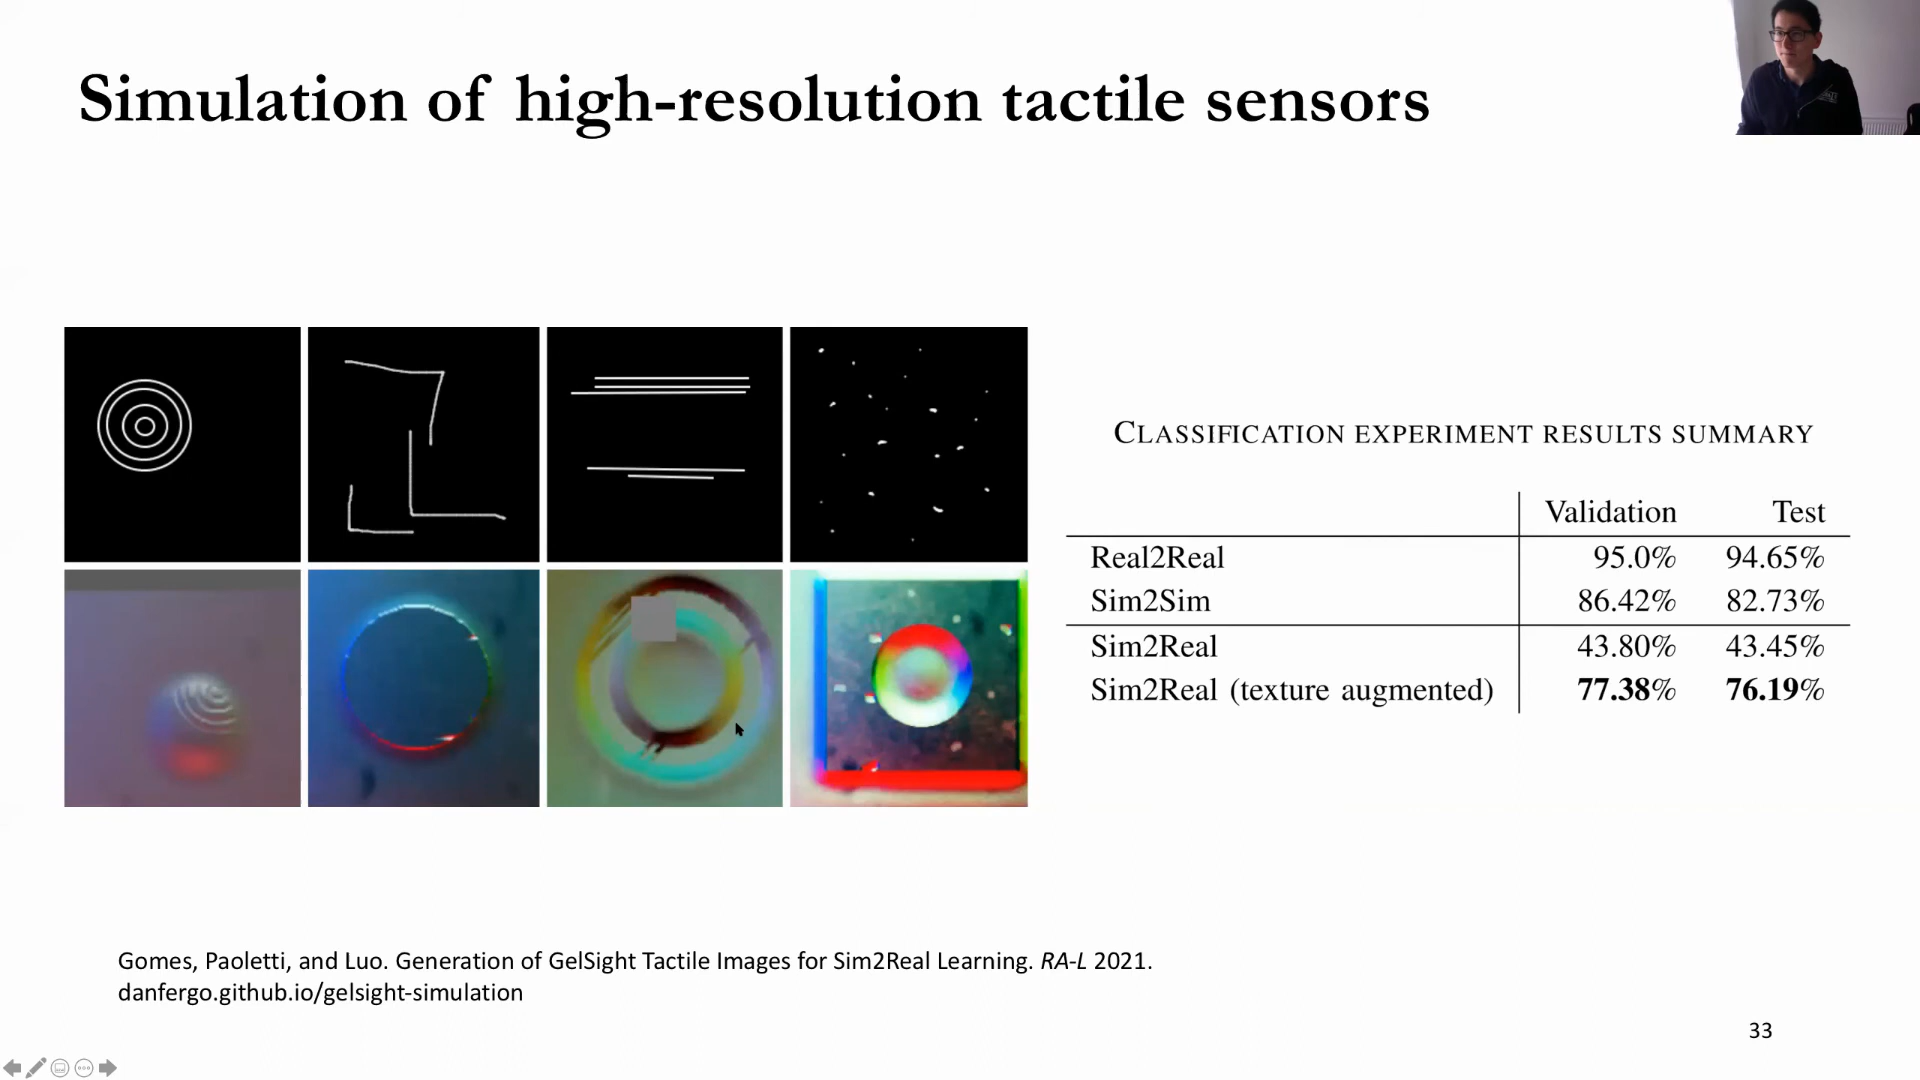 Simulation of high-resolution tactile sensors
CLASSIFICATION EXPERIMENT RESULTS SUMMARY
Validation Test
Real2Real 95.0% 94.65%
Sim2Sim 86.42% 82.73%
Sim2Real 43.80% 43.45%
Sim2Real (texture augmented) 77.38% 76.19%
Gomes, Paoletti, and Luo. Generation of GelSight Tactile Images for Sim2Real Learning. RA-L 2021.
danfergo.github.io/gelsight-simulation
33